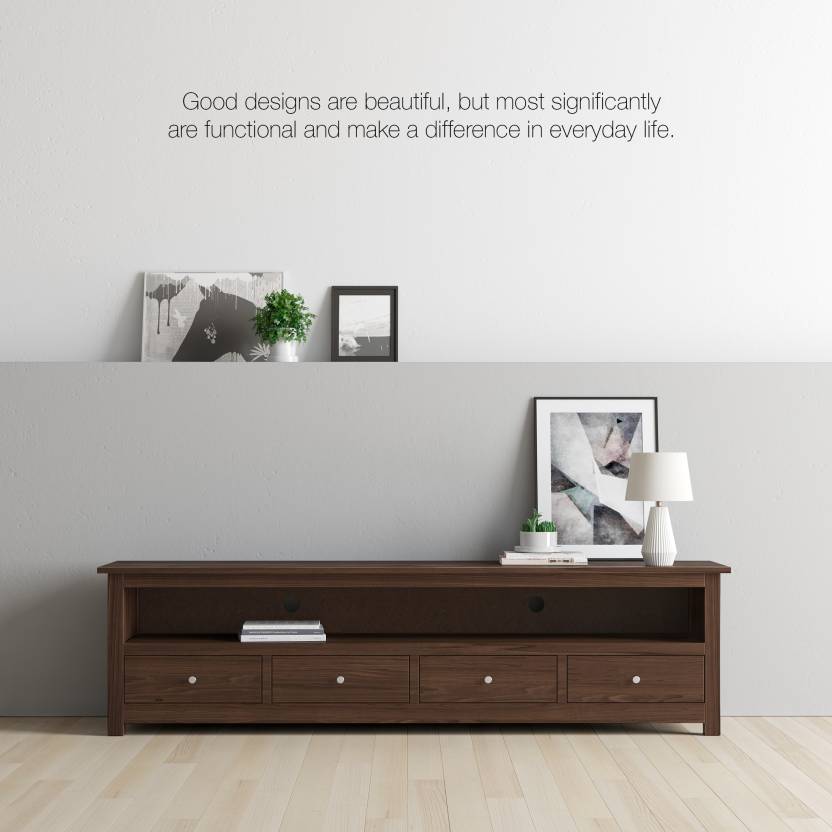 Good designs are beautiful, but most significantly
are functional and make a difference in everyday life.